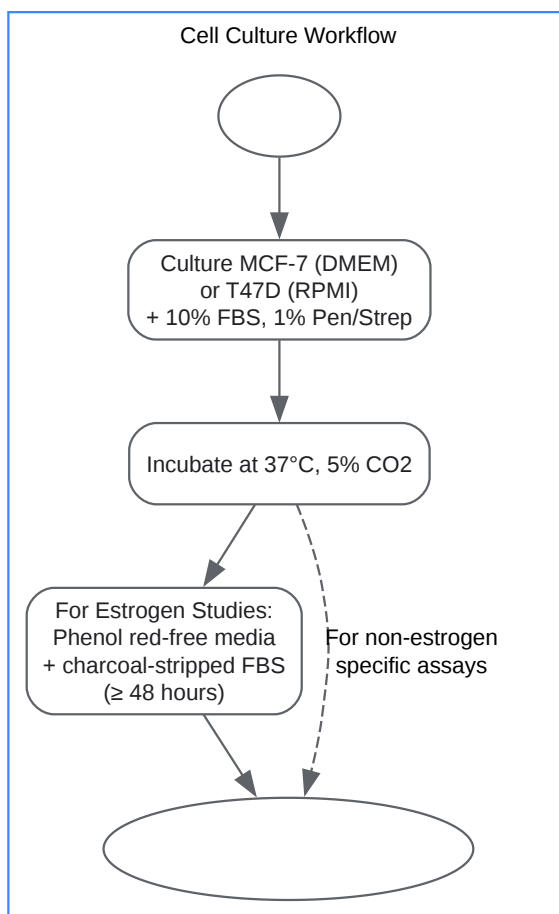 Cell Culture Workflow
Culture MCF-7 (DMEM)
or T47D (RPMI)
+ 10% FBS, 1% Pen/Strep
Incubate at 37°C, 5% CO2
For Estrogen Studies:
Phenol red-free media
+ charcoal-stripped FBS
(≥ 48 hours)
For non-estrogen
specific assays